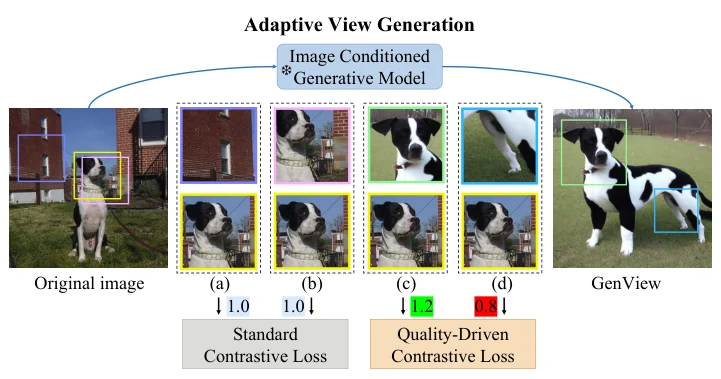 Adaptive View Generation
Image Conditioned
Generative Model
Original image
(a)
(b)
(c)
(d)
GenView
1.0
1.0
1.2
0.8
Standard
Contrastive Loss
Quality-Driven
Contrastive Loss